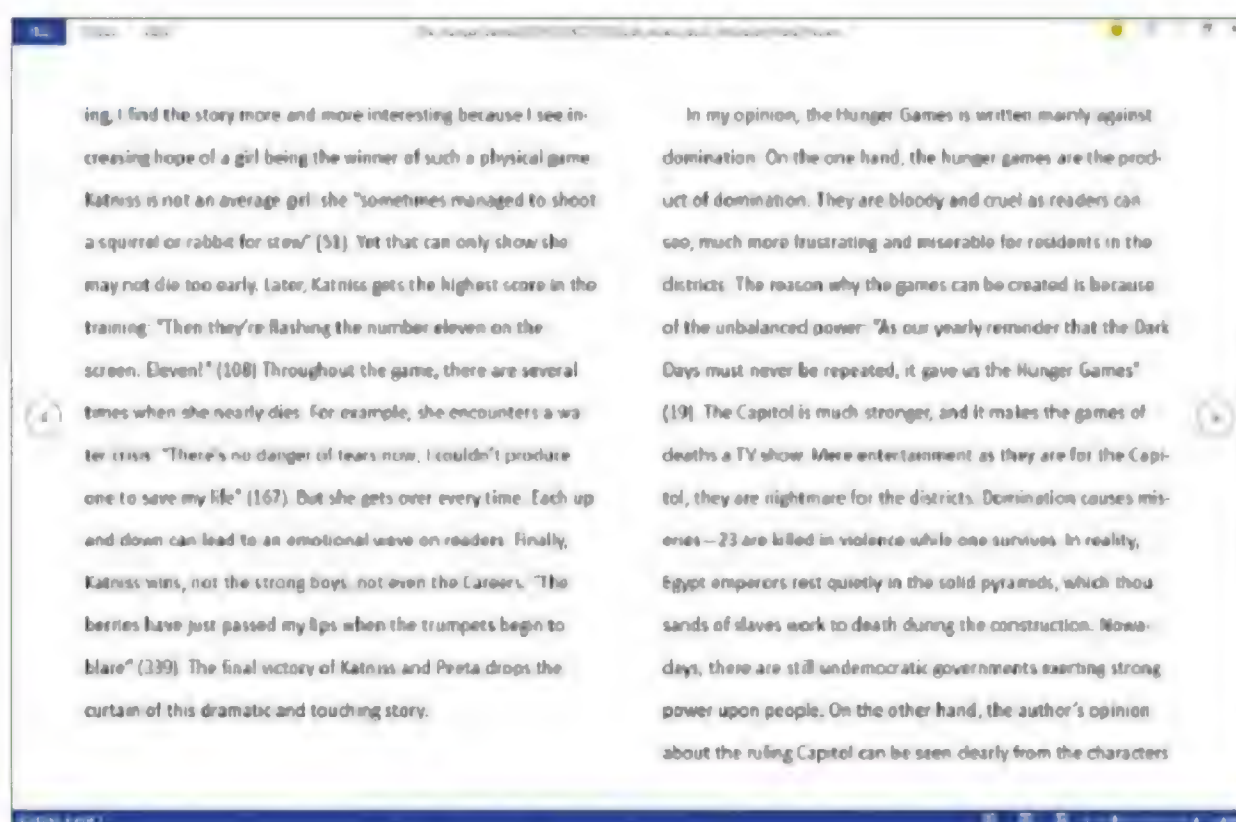 ing, I find the story more and more interesting because I see in-
creasing hope of a girl being the winner of such a physical game
Katniss is not an average girl she "sometimes managed to shoot
a squirrel or rabbit for stew" (51). Yet that can only show she
may not die too early. Later, Katniss gets the highest score in the
training "Then they're flashing the number eleven on the
screen. Eleven!" (108) Throughout the game, there are several
times when she nearly dies. For example, she encounters a wa
ter crisis "There's no danger of tears now, I couldn't produce
one to save my life" (167). But she gets over every time. Each up
and down can lead to an emotional wave on readers. Finally,
Katniss wins, not the strong boys, not even the Careers. "The
berries have just passed my lips when the trumpets begin to
blare" (339). The final victory of Katniss and Peeta drops the
curtain of this dramatic and touching story.
In my opinion, the Hunger Games is written mainly against
domination. On the one hand, the hunger games are the prod-
uct of domination. They are bloody and cruel as readers can
see, much more frustrating and miserable for residents in the
districts. The reason why the games can be created is because
of the unbalanced power "As our yearly reminder that the Dark
Days must never be repeated, it gave us the Hunger Games"
(19). The Capitol is much stronger, and it makes the games of
deaths a TV show. Mere entertainment as they are for the Capi-
tol, they are nightmare for the districts. Domination causes mis-
eries—23 are killed in violence while one survives. In reality,
Egypt emperors rest quietly in the solid pyramids, which thou
sands of slaves work to death during the construction. Nowa-
days, there are still undemocratic governments exerting strong
power upon people. On the other hand, the author's opinion
about the ruling Capitol can be seen clearly from the characters